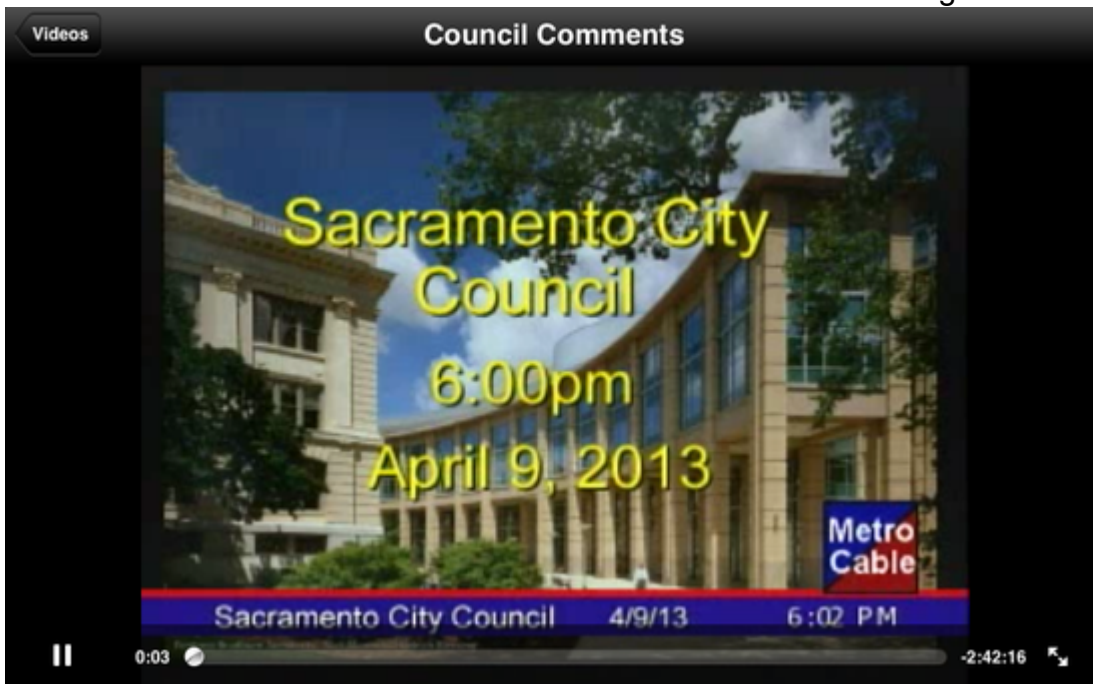 Videos
Council Comments
Sacramento City
Council
6:00pm
April 9, 2013
Metro
Cable
Sacramento City Council 4/9/13 6:02 PM
0:03 -2:42:16